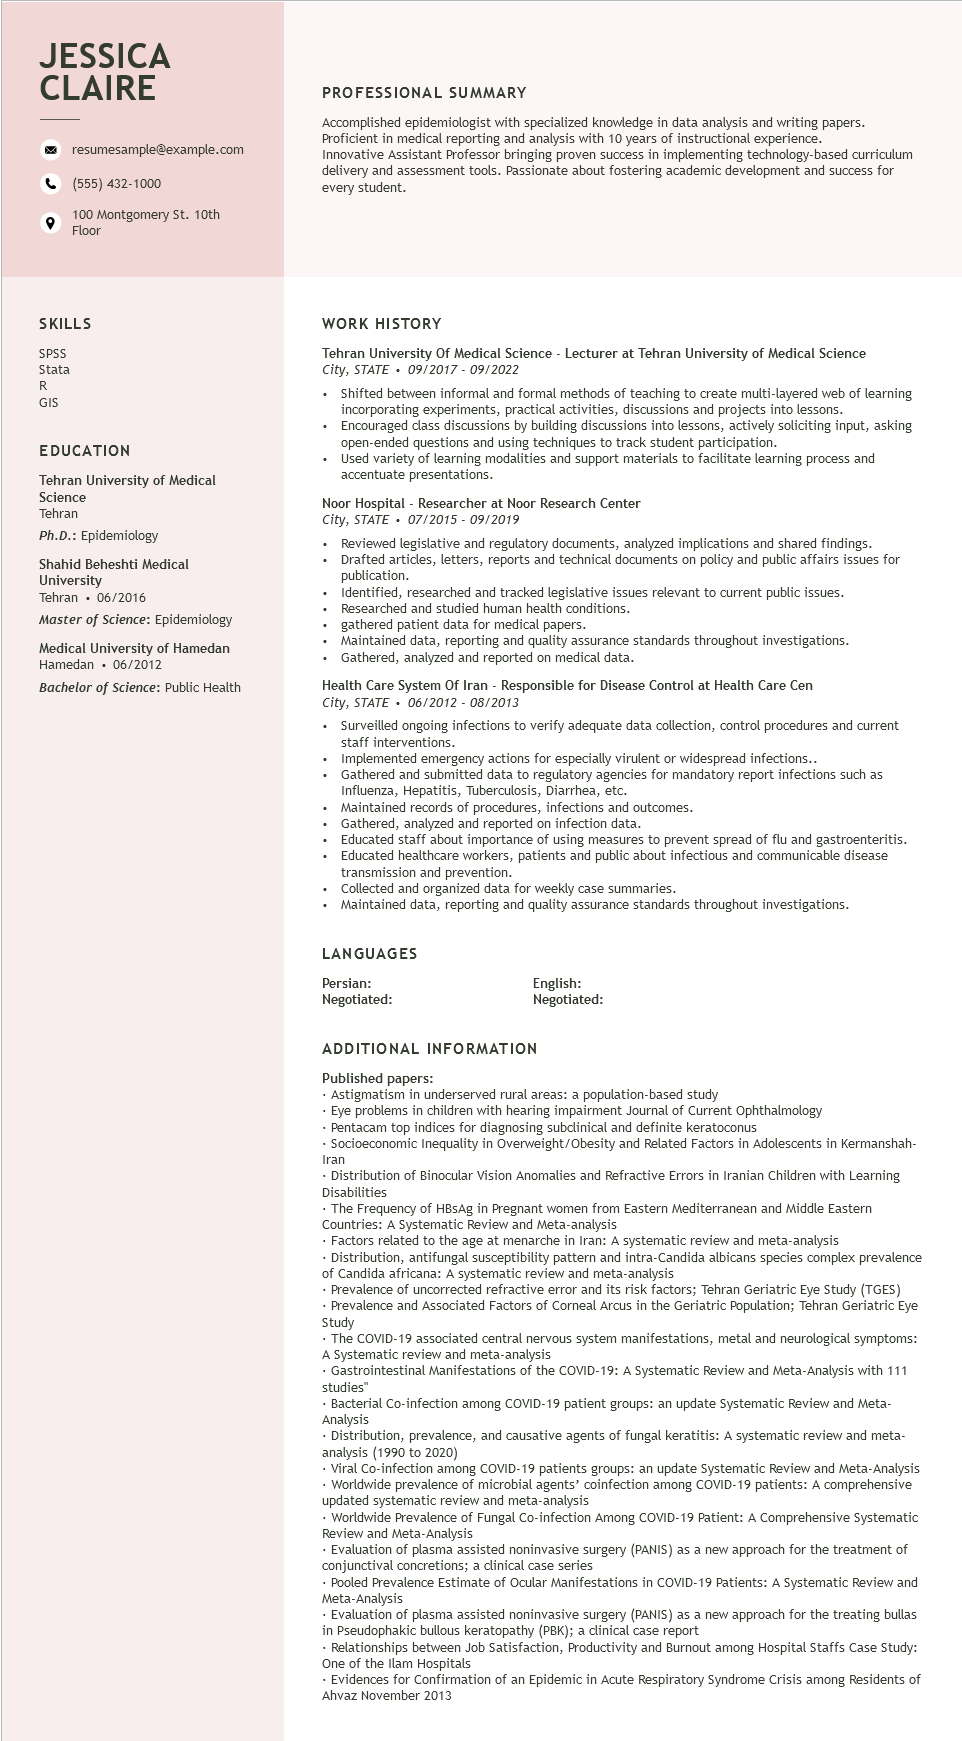 JESSICA
CLAIRE
resumesample@example.com
(555) 432-1000
100 Montgomery St. 10th
Floor
PROFESSIONAL SUMMARY
Accomplished epidemiologist with specialized knowledge in data analysis and writing papers.
Proficient in medical reporting and analysis with 10 years of instructional experience.
Innovative Assistant Professor bringing proven success in implementing technology-based curriculum
delivery and assessment tools. Passionate about fostering academic development and success for
every student.
SKILLS
SPSS
Stata
R
GIS
EDUCATION
Tehran University of Medical
Science
Tehran
Ph.D.: Epidemiology
Shahid Beheshti Medical
University
Tehran • 06/2016
Master of Science: Epidemiology
Medical University of Hamedan
Hamedan • 06/2012
Bachelor of Science: Public Health
WORK HISTORY
Tehran University Of Medical Science - Lecturer at Tehran University of Medical Science
City, STATE • 09/2017 - 09/2022
• Shifted between informal and formal methods of teaching to create multi-layered web of learning
incorporating experiments, practical activities, discussions and projects into lessons.
• Encouraged class discussions by building discussions into lessons, actively soliciting input, asking
open-ended questions and using techniques to track student participation.
• Used variety of learning modalities and support materials to facilitate learning process and
accentuate presentations.
Noor Hospital - Researcher at Noor Research Center
City, STATE • 07/2015 - 09/2019
• Reviewed legislative and regulatory documents, analyzed implications and shared findings.
• Drafted articles, letters, reports and technical documents on policy and public affairs issues for
publication.
• Identified, researched and tracked legislative issues relevant to current public issues.
• Researched and studied human health conditions.
• gathered patient data for medical papers.
• Maintained data, reporting and quality assurance standards throughout investigations.
• Gathered, analyzed and reported on medical data.
Health Care System Of Iran - Responsible for Disease Control at Health Care Cen
City, STATE • 06/2012 - 08/2013
• Surveilled ongoing infections to verify adequate data collection, control procedures and current
staff interventions.
• Implemented emergency actions for especially virulent or widespread infections..
• Gathered and submitted data to regulatory agencies for mandatory report infections such as
Influenza, Hepatitis, Tuberculosis, Diarrhea, etc.
• Maintained records of procedures, infections and outcomes.
• Gathered, analyzed and reported on infection data.
• Educated staff about importance of using measures to prevent spread of flu and gastroenteritis.
• Educated healthcare workers, patients and public about infectious and communicable disease
transmission and prevention.
• Collected and organized data for weekly case summaries.
• Maintained data, reporting and quality assurance standards throughout investigations.
LANGUAGES
Persian: English:
Negotiated: Negotiated:
ADDITIONAL INFORMATION
Published papers:
· Astigmatism in underserved rural areas: a population-based study
· Eye problems in children with hearing impairment Journal of Current Ophthalmology
· Pentacam top indices for diagnosing subclinical and definite keratoconus
· Socioeconomic Inequality in Overweight/Obesity and Related Factors in Adolescents in Kermanshah-
Iran
· Distribution of Binocular Vision Anomalies and Refractive Errors in Iranian Children with Learning
Disabilities
· The Frequency of HBsAg in Pregnant women from Eastern Mediterranean and Middle Eastern
Countries: A Systematic Review and Meta-analysis
· Factors related to the age at menarche in Iran: A systematic review and meta-analysis
· Distribution, antifungal susceptibility pattern and intra-Candida albicans species complex prevalence
of Candida africana: A systematic review and meta-analysis
· Prevalence of uncorrected refractive error and its risk factors; Tehran Geriatric Eye Study (TGES)
· Prevalence and Associated Factors of Corneal Arcus in the Geriatric Population; Tehran Geriatric Eye
Study
· The COVID-19 associated central nervous system manifestations, metal and neurological symptoms:
A Systematic review and meta-analysis
· Gastrointestinal Manifestations of the COVID-19: A Systematic Review and Meta-Analysis with 111
studies"
· Bacterial Co-infection among COVID-19 patient groups: an update Systematic Review and Meta-
Analysis
· Distribution, prevalence, and causative agents of fungal keratitis: A systematic review and meta-
analysis (1990 to 2020)
· Viral Co-infection among COVID-19 patients groups: an update Systematic Review and Meta-Analysis
· Worldwide prevalence of microbial agents’ coinfection among COVID-19 patients: A comprehensive
updated systematic review and meta-analysis
· Worldwide Prevalence of Fungal Co-infection Among COVID-19 Patient: A Comprehensive Systematic
Review and Meta-Analysis
· Evaluation of plasma assisted noninvasive surgery (PANIS) as a new approach for the treatment of
conjunctival concretions; a clinical case series
· Pooled Prevalence Estimate of Ocular Manifestations in COVID-19 Patients: A Systematic Review and
Meta-Analysis
· Evaluation of plasma assisted noninvasive surgery (PANIS) as a new approach for the treating bullas
in Pseudophakic bullous keratopathy (PBK); a clinical case report
· Relationships between Job Satisfaction, Productivity and Burnout among Hospital Staffs Case Study:
One of the Ilam Hospitals
· Evidences for Confirmation of an Epidemic in Acute Respiratory Syndrome Crisis among Residents of
Ahvaz November 2013